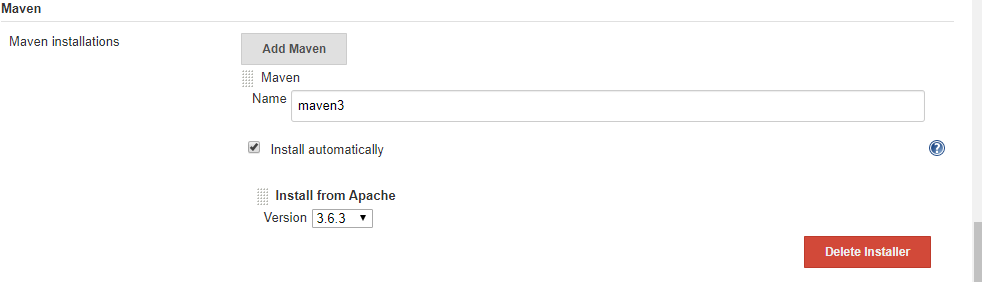 Maven
Maven installations
Add Maven
Maven
Name maven3
Install automatically
?
Install from Apache
Version 3.6.3
Delete Installer